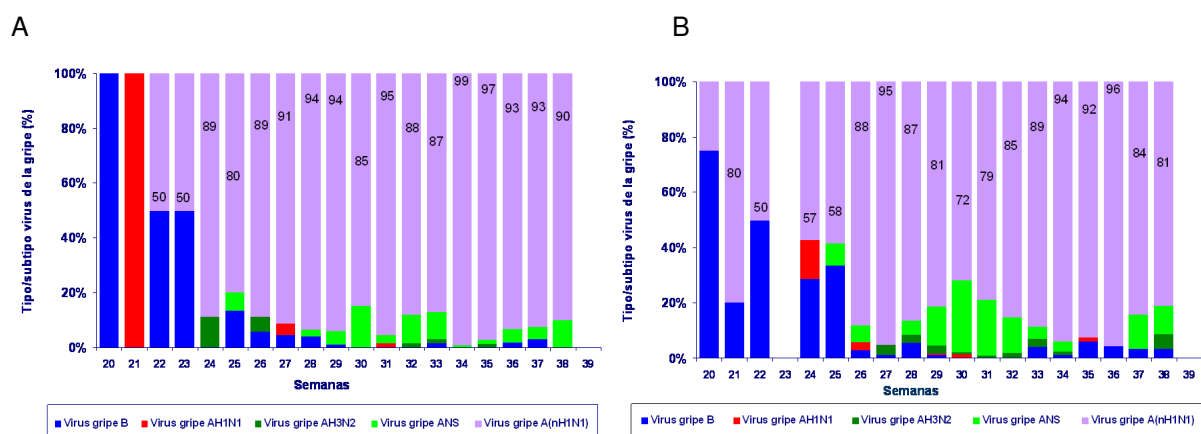 A
B
Tipo/subtipo virus de la gripe (%)
100%
80%
60%
40%
20%
0%
50 50 89 80 89 91 94 94 85 95 88 87 99 97 93 93 90
20 21 22 23 24 25 26 27 28 29 30 31 32 33 34 35 36 37 38 39
Semanas
Virus gripe B Virus gripe AH1N1 Virus gripe AH3N2 Virus gripe ANS Virus gripe A(nH1N1)
Tipo/subtipo virus de la gripe (%)
100%
80%
60%
40%
20%
0%
80 50 57 58 88 95 87 81 72 79 85 89 94 92 96 84 81
20 21 22 23 24 25 26 27 28 29 30 31 32 33 34 35 36 37 38 39
Semanas
Virus gripe B Virus gripe AH1N1 Virus gripe AH3N2 Virus gripe ANS Virus gripe A(nH1N1)